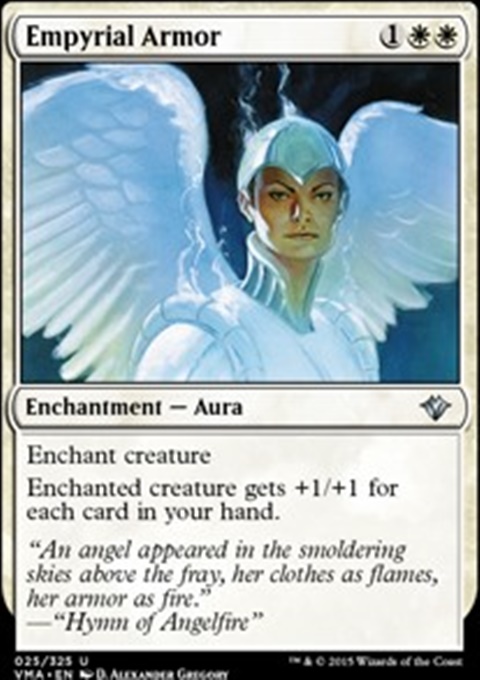 Empyrial Armor 1
Enchantment — Aura
Enchant creature
Enchanted creature gets +1/+1 for
each card in your hand.
“An angel appeared in the smoldering
skies above the fray, her clothes as flames,
her armor as fire.”
—“Hymn of Angelfire”
025/325 U
VMA • EN D. Alexander Gregory
™ & © 2015 Wizards of the Coast